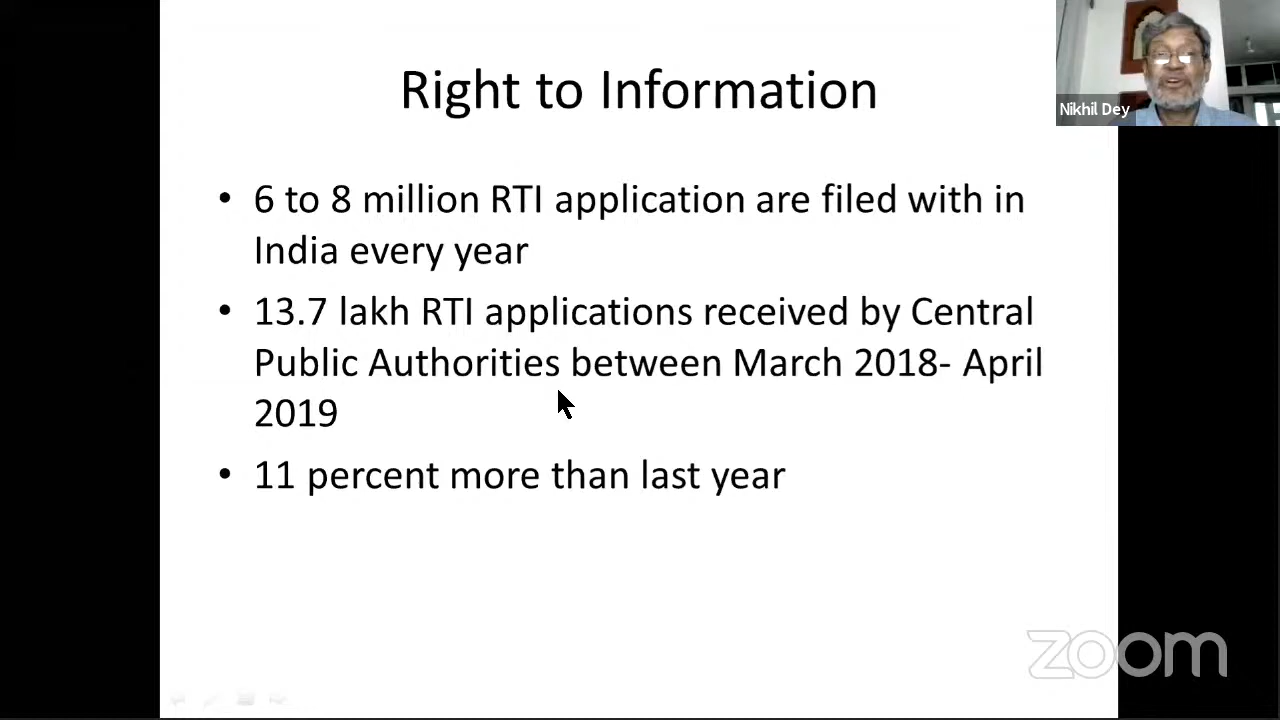 Right to Information
Nikhil Dey
• 6 to 8 million RTI application are filed with in
India every year
• 13.7 lakh RTI applications received by Central
Public Authorities between March 2018- April
2019
• 11 percent more than last year
zoom